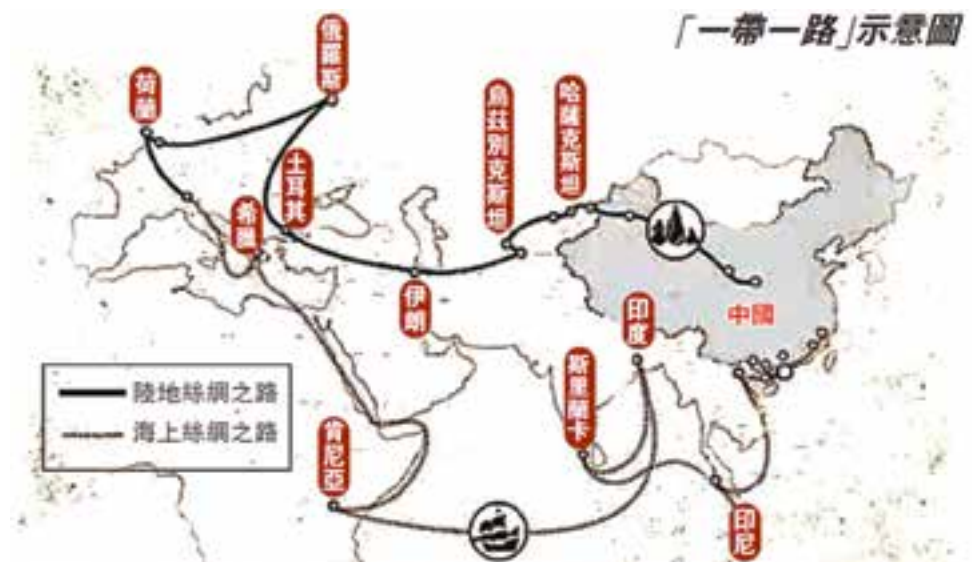 「一帶一路」示意圖
俄羅斯
荷蘭
烏茲別克斯坦
哈薩克斯坦
土耳其
希臘
伊朗
中國
印度
斯里蘭卡
陸地絲綢之路
海上絲綢之路
肯尼亞
印尼